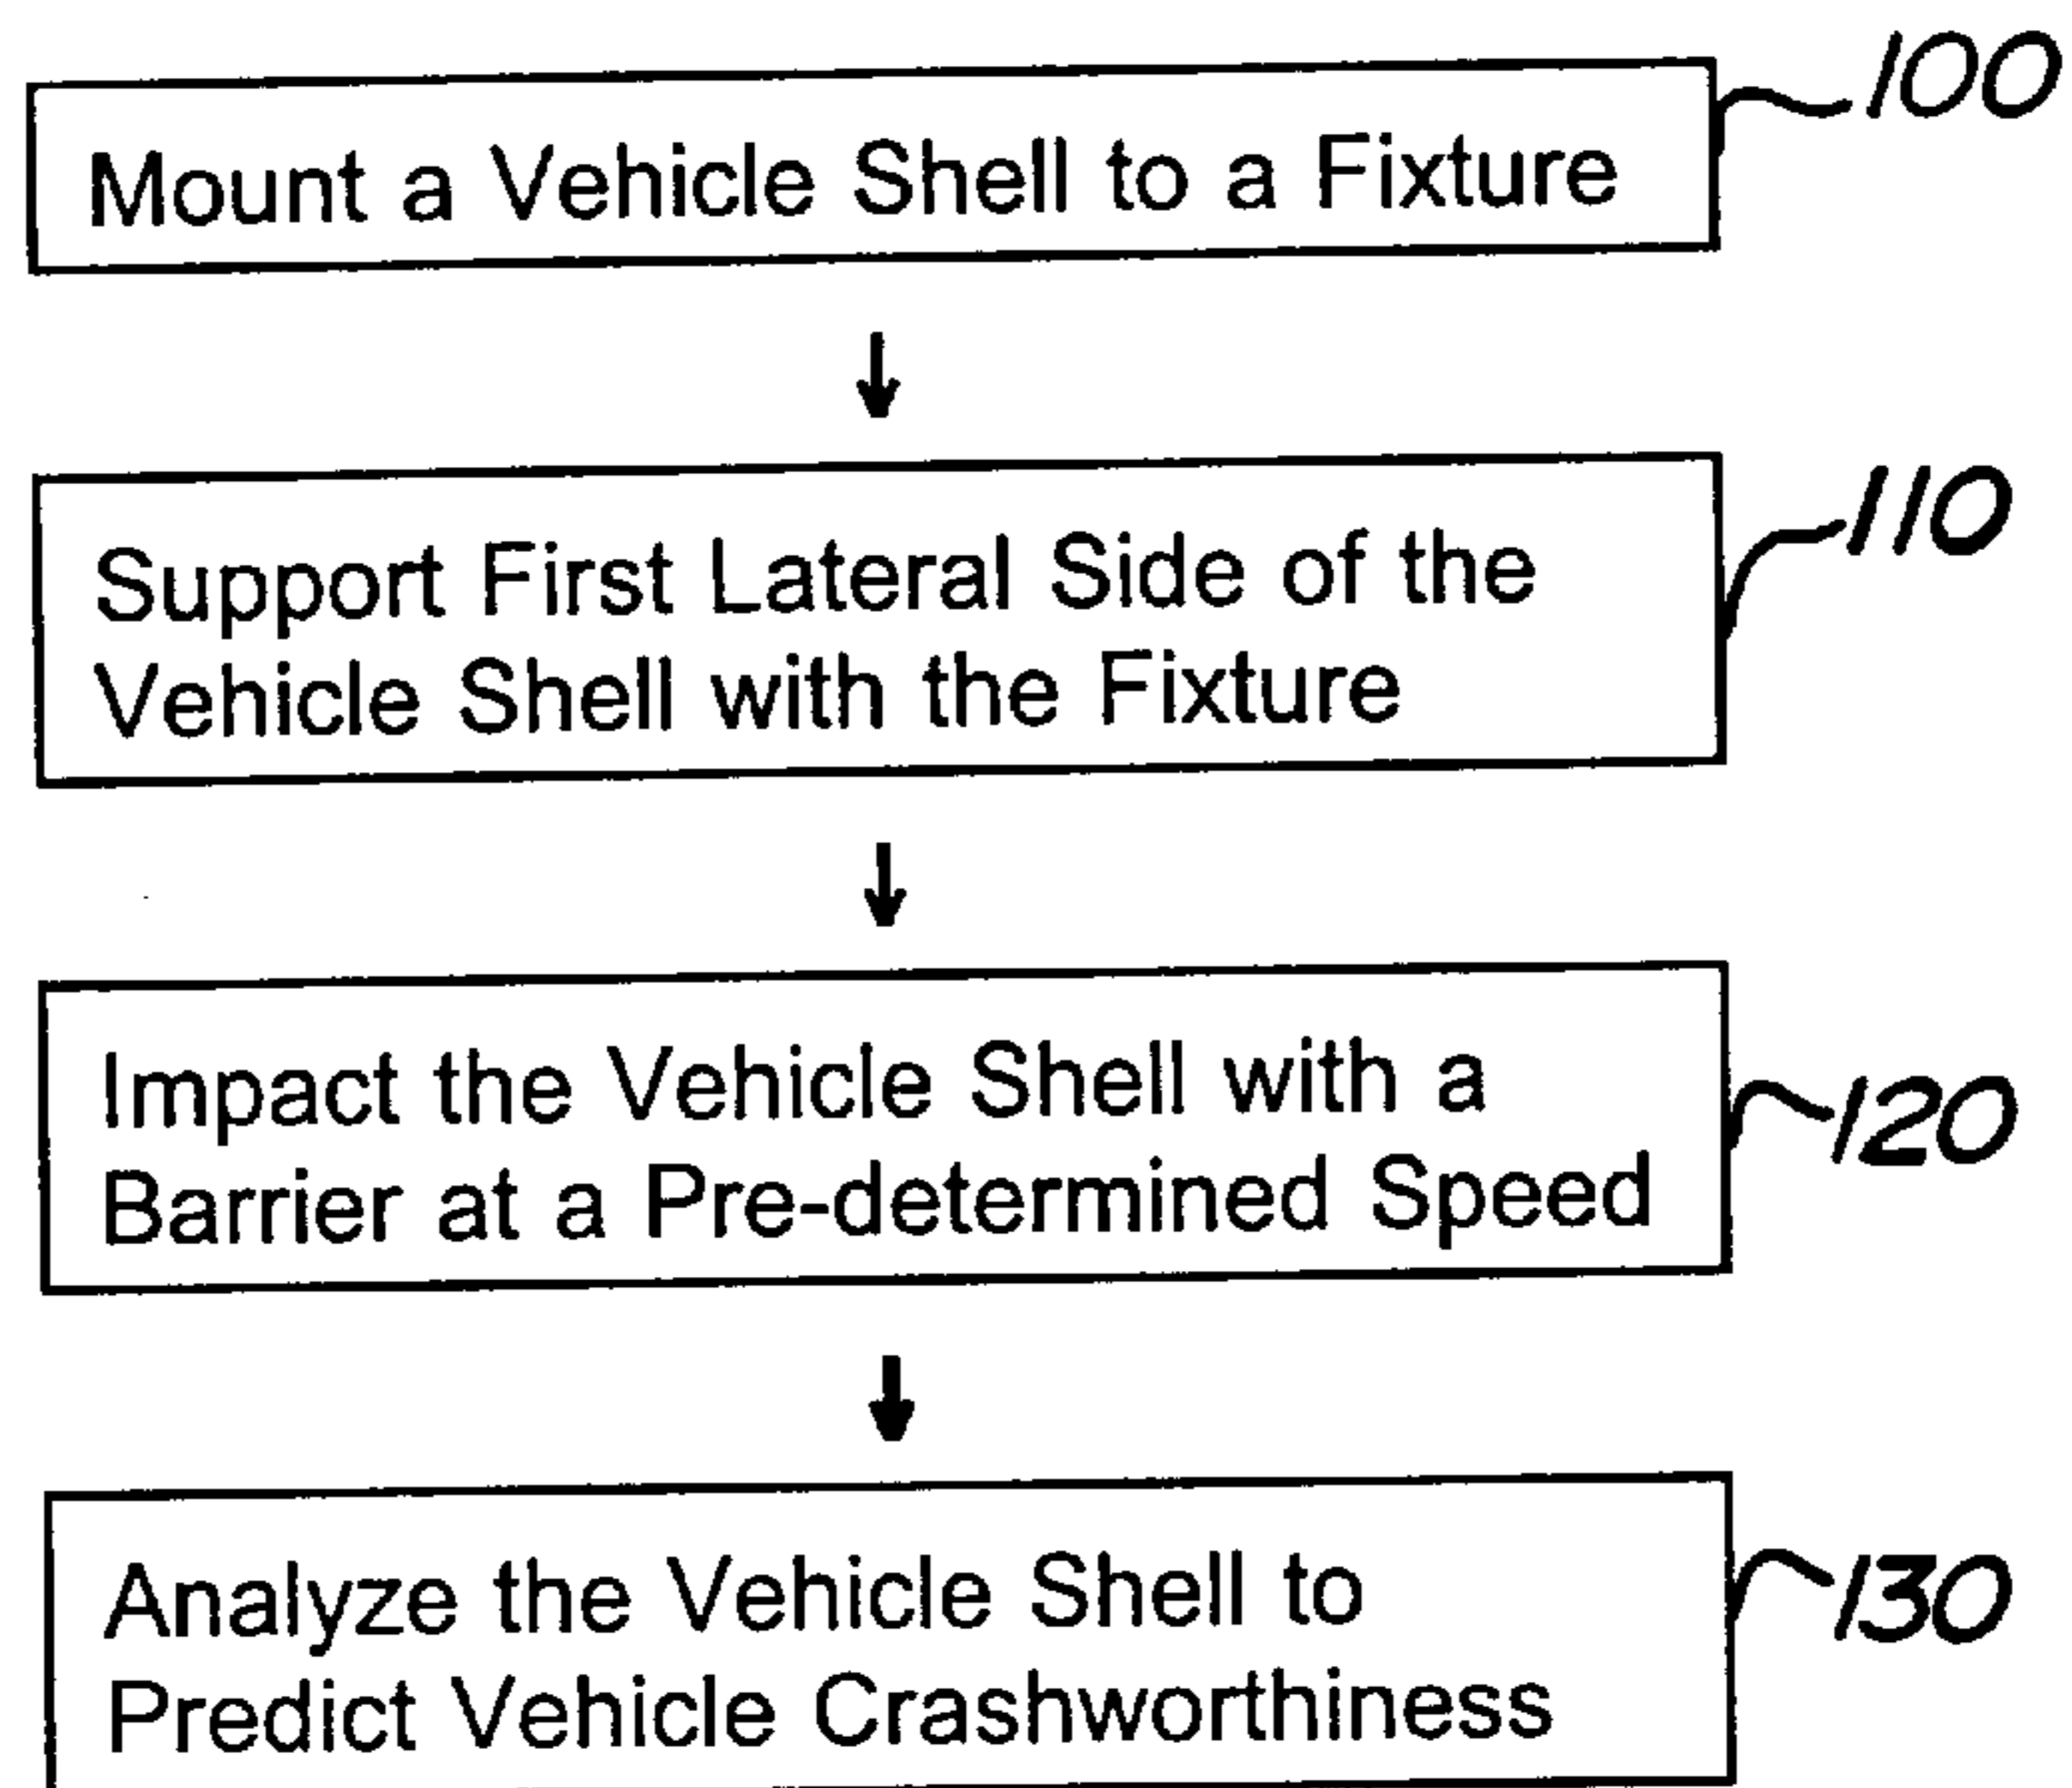 100
Mount a Vehicle Shell to a Fixture
110
Support First Lateral Side of the
Vehicle Shell with the Fixture
Impact the Vehicle Shell with a
120
Barrier at a Pre-determined Speed
Analyze the Vehicle Shell to
130
Predict Vehicle Crashworthiness